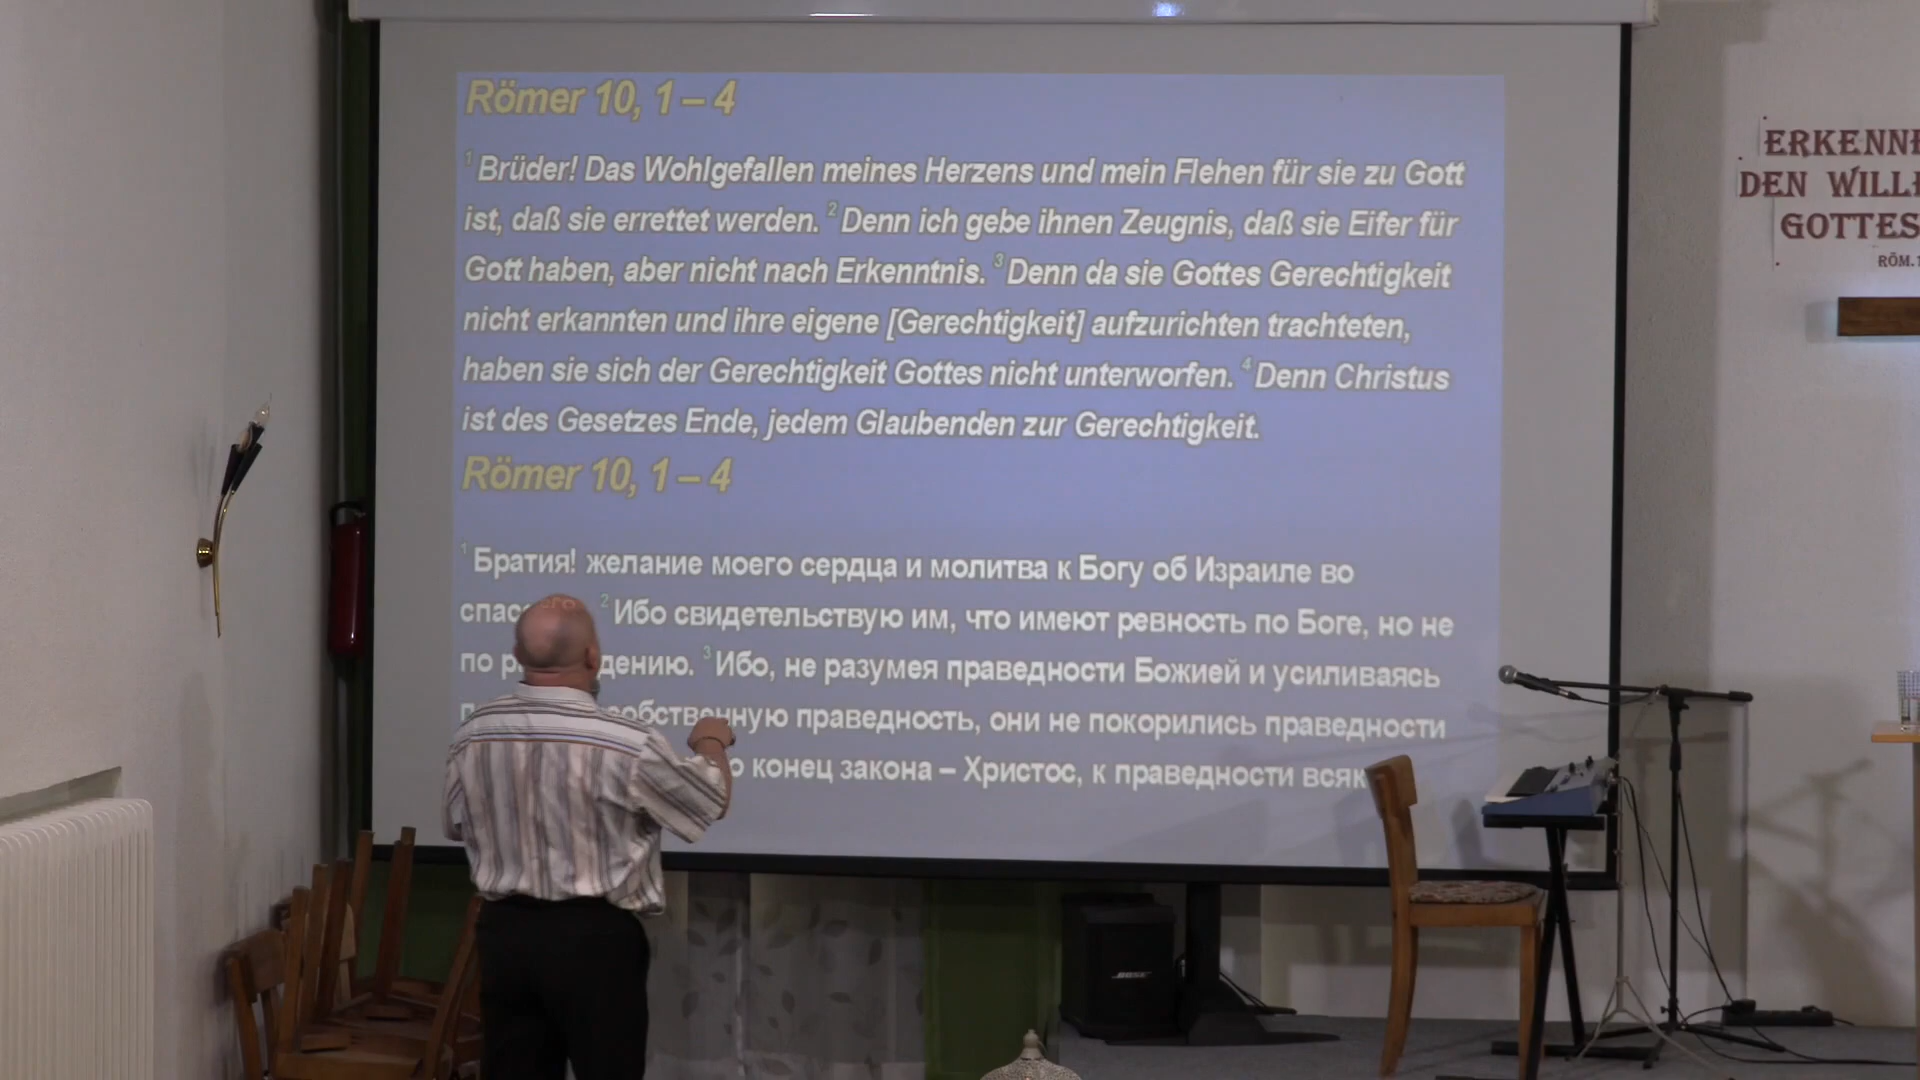 Römer 10, 1 – 4
1 Brüder! Das Wohlgefallen meines Herzens und mein Flehen für sie zu Gott
ist, daß sie errettet werden. 2 Denn ich gebe ihnen Zeugnis, daß sie Eifer für
Gott haben, aber nicht nach Erkenntnis. 3 Denn da sie Gottes Gerechtigkeit
nicht erkannten und ihre eigene [Gerechtigkeit] aufzurichten trachteten,
haben sie sich der Gerechtigkeit Gottes nicht unterworfen. 4 Denn Christus
ist des Gesetzes Ende, jedem Glaubenden zur Gerechtigkeit.
Römer 10, 1 – 4
1 Братия! желание моего сердца и молитва к Богу об Израиле во
2 Ибо свидетельствую им, что имеют ревность по Боге, но не
по 3 Ибо, не разумея праведности Божией и усиливаясь
собственную праведность, они не покорились праведности
конец закона – Христос, к праведности
ERKENNE
DEN WILLE
GOTTES
RÖM. 1
BOSE